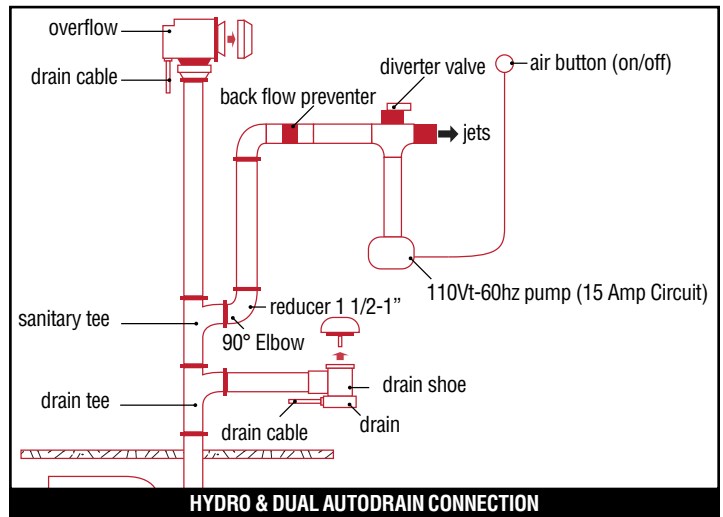 overflow
drain cable
back flow preventer
diverter valve
air button (on/off)
jets
110Vt-60hz pump (15 Amp Circuit)
sanitary tee
reducer 1 1/2-1”
90° Elbow
drain tee
drain shoe
drain cable
drain
HYDRO & DUAL AUTODRAIN CONNECTION